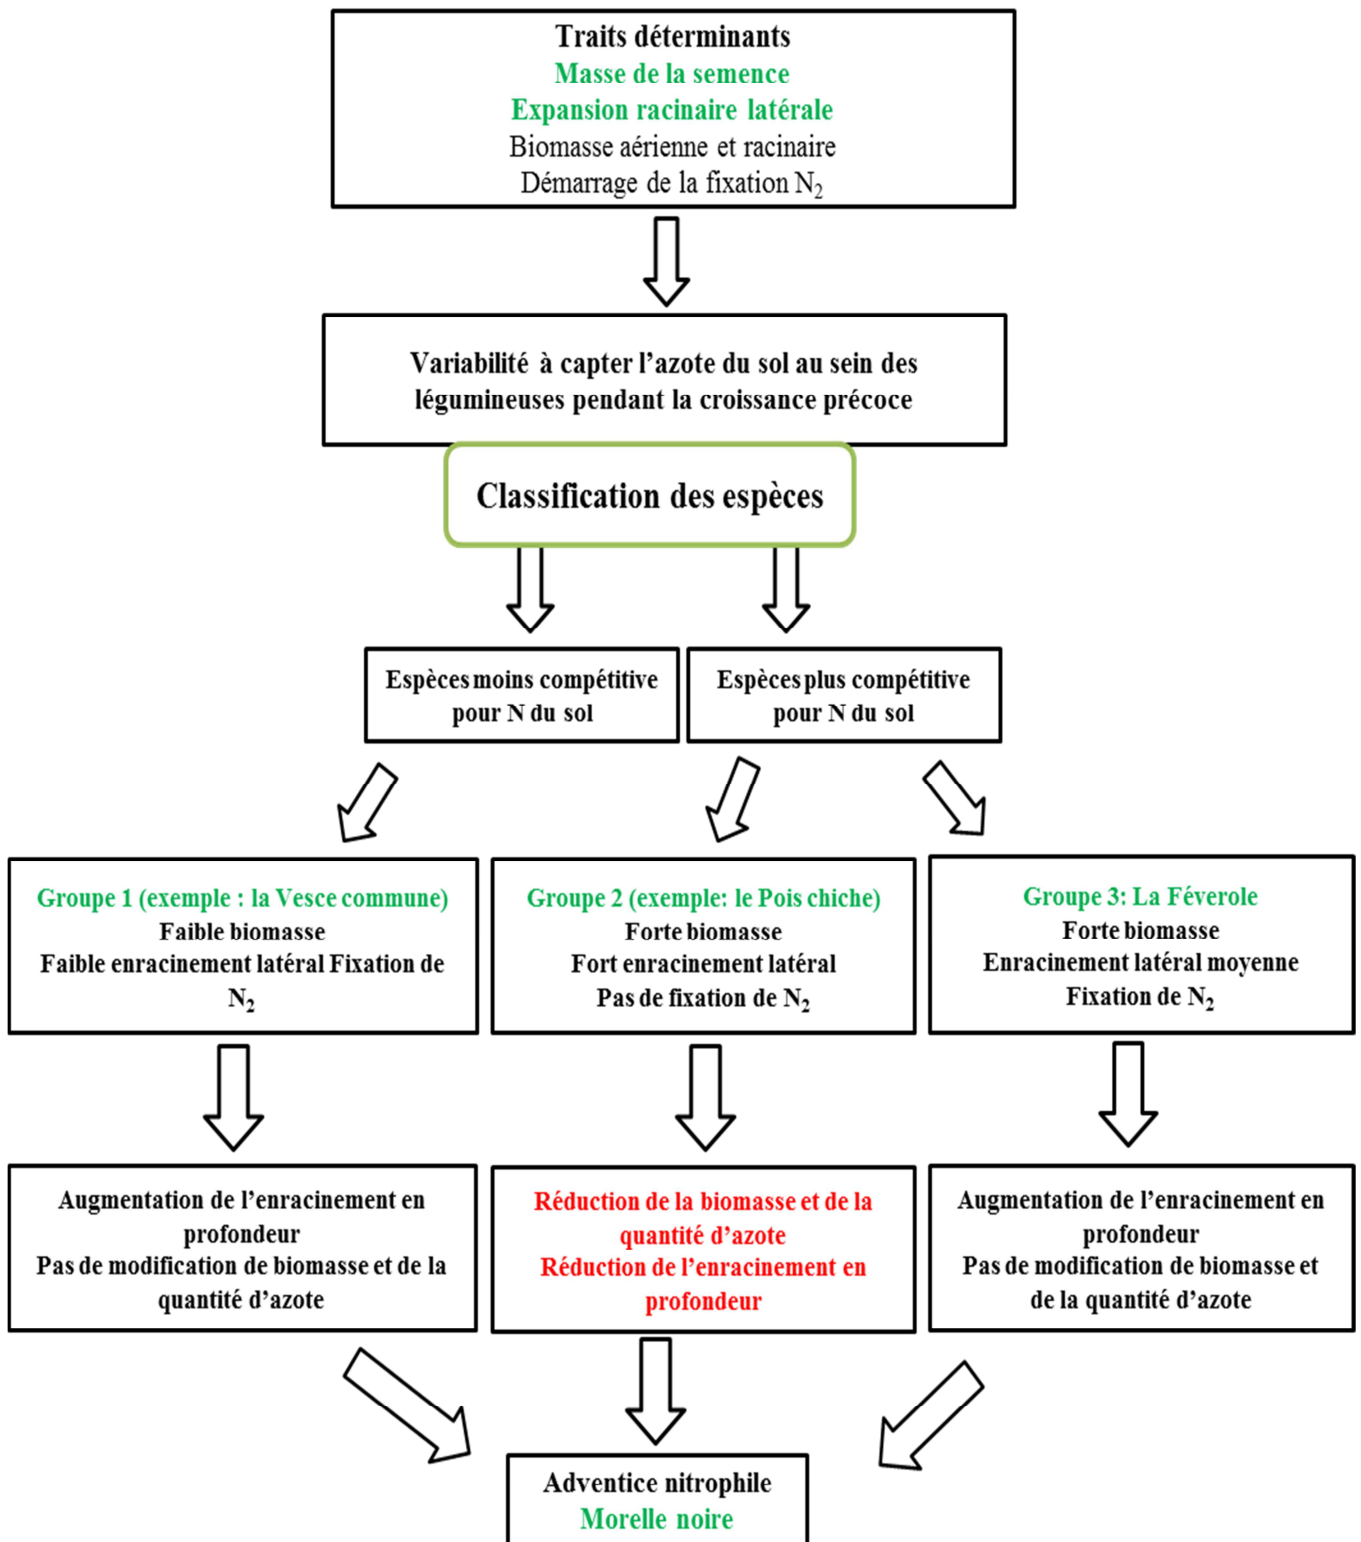 Traits déterminants
Masse de la semence
Expansion racinaire latérale
Biomasse aérienne et racinaire
Démarrage de la fixation N₂
Variabilité à capter l'azote du sol au sein des
légumineuses pendant la croissance précoce
Classification des espèces
Espèces moins compétitive
pour N du sol
Espèces plus compétitive
pour N du sol
Groupe 1 (exemple : la Vesce commune)
Faible biomasse
Faible enracinement latéral Fixation de
N₂
Groupe 2 (exemple: le Pois chiche)
Forte biomasse
Fort enracinement latéral
Pas de fixation de N₂
Groupe 3: La Féverole
Forte biomasse
Enracinement latéral moyenne
Fixation de N₂
Augmentation de l'enracinement en
profondeur
Pas de modification de biomasse et de la
quantité d'azote
Réduction de la biomasse et de la
quantité d'azote
Réduction de l'enracinement en
profondeur
Augmentation de l'enracinement en
profondeur
Pas de modification de biomasse et
de la quantité d'azote
Adventice nitrophile
Morelle noire